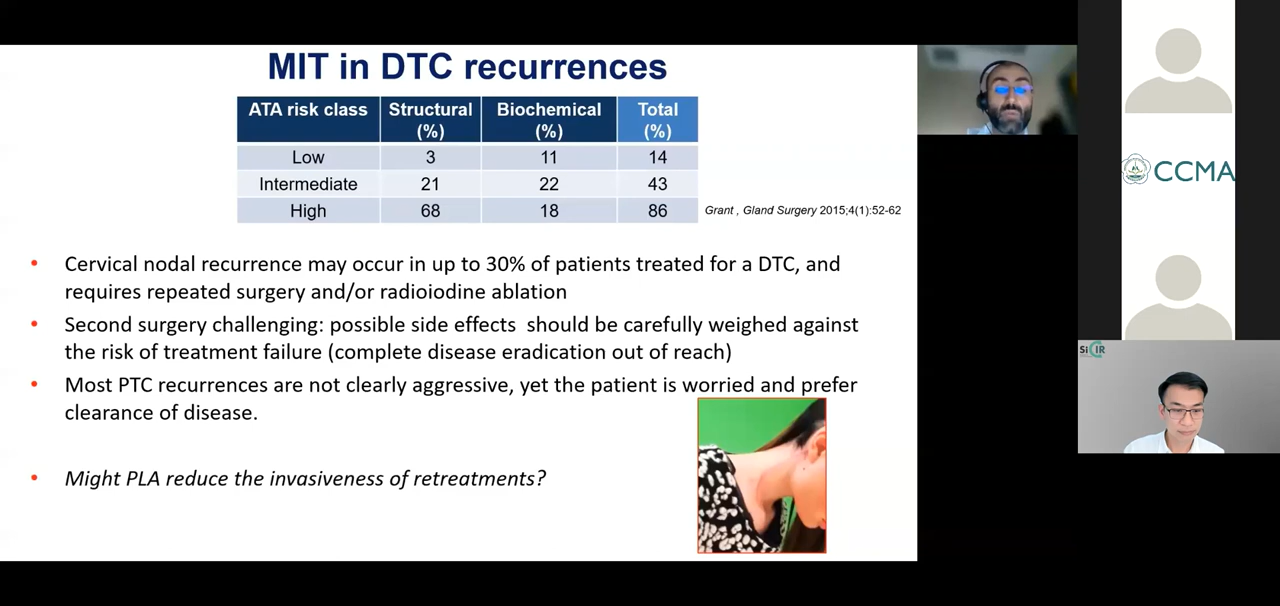 MIT in DTC recurrences
ATA risk class Structural (%) Biochemical (%) Total (%)
Low 3 11 14
Intermediate 21 22 43
High 68 18 86
Grant , Gland Surgery 2015;4(1):52-62
• Cervical nodal recurrence may occur in up to 30% of patients treated for a DTC, and
requires repeated surgery and/or radioiodine ablation
• Second surgery challenging: possible side effects should be carefully weighed against
the risk of treatment failure (complete disease eradication out of reach)
• Most PTC recurrences are not clearly aggressive, yet the patient is worried and prefer
clearance of disease.
• Might PLA reduce the invasiveness of retreatments?
CCMA
SiCIR